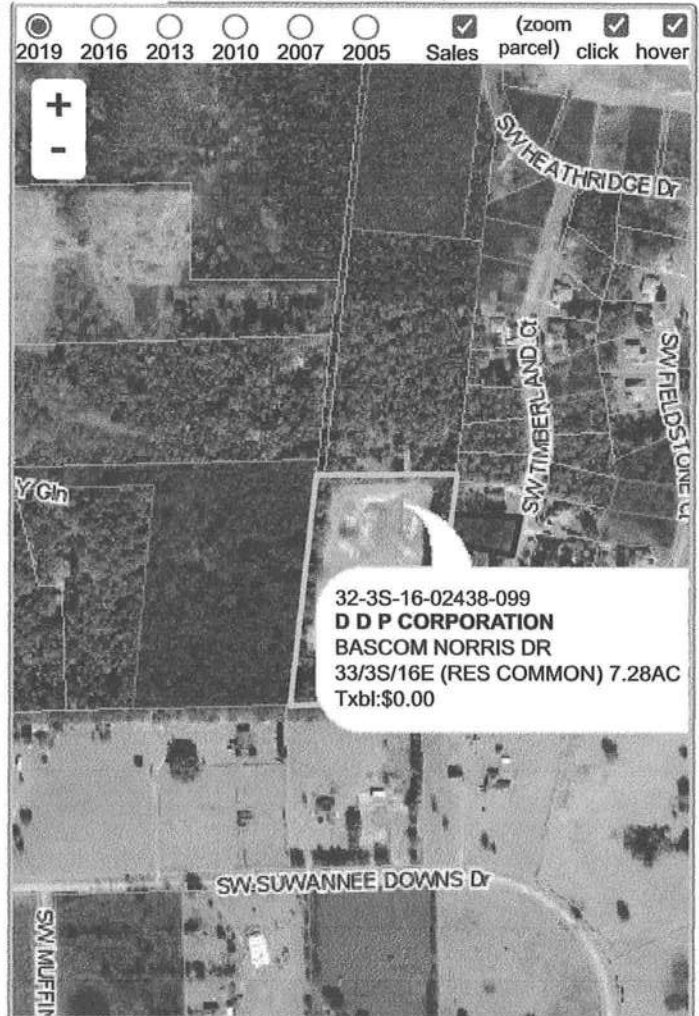 2019 2016 2013 2010 2007 2005 Sales (zoom parcel) click hover
+
-
SW HEATHRIDGE Dr
SW TIMBERLAND Ct
SW FIELDSTONE Ct
Y Gln
32-3S-16-02438-099
D D P CORPORATION
BASCOM NORRIS DR
33/3S/16E (RES COMMON) 7.28AC
Txbl:$0.00
SW SUWANNEE DOWNS Dr
SW MUFFIN